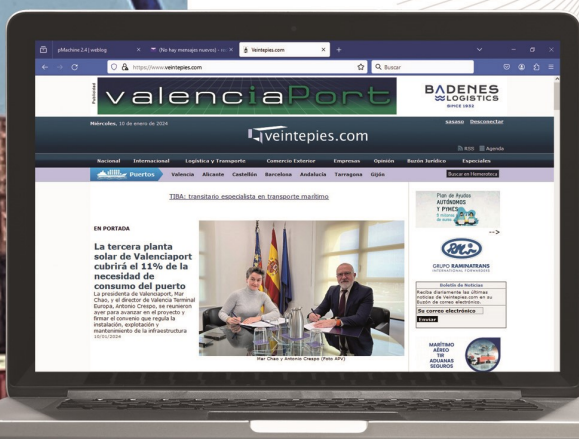 pMachine 2.4 | weblog
(No hay mensajes nuevos) - 
Veintepies.com
https://www.veintepies.com
Buscar
Publicidad
valenciaPort
BADENES
LOGISTICS
SINCE 1932
Miércoles, 10 de enero de 2024
sasaso Desconectar
veintepies.com
RSS Agenda
Nacional Internacional Logística y Transporte Comercio Exterior Empresas Opinión Buzón Jurídico Especiales
Puertos Valencia Alicante Castellón Barcelona Andalucía Tarragona Gijón
Buscar en Hemeroteca
TIBA: transitario especialista en transporte marítimo
EN PORTADA
La tercera planta
solar de Valenciaport
cubrirá el 11% de la
necesidad de
consumo del puerto
La presidenta de Valenciaport, Mar
Chao, y el director de Valencia Terminal
Europa, Antonio Crespo, se reunieron
ayer para avanzar en el proyecto y
firmar el convenio que regula la
instalación, explotación y
mantenimiento de la infraestructura
10/01/2024
Mar Chao y Antonio Crespo (Foto APV)
Plan de Ayudas
AUTÓNOMOS
Y PYMES
-->
RMI
GRUPO RAMINATRANS
INTERNATIONAL FORWARDERS
Boletín de Noticias
Reciba diariamente las últimas
noticias de Veintepies.com en su
Buzón de correo electrónico.
Su correo electrónico
Enviar
MARÍTIMO
AÉREO
TIR
ADUANAS
SEGUROS